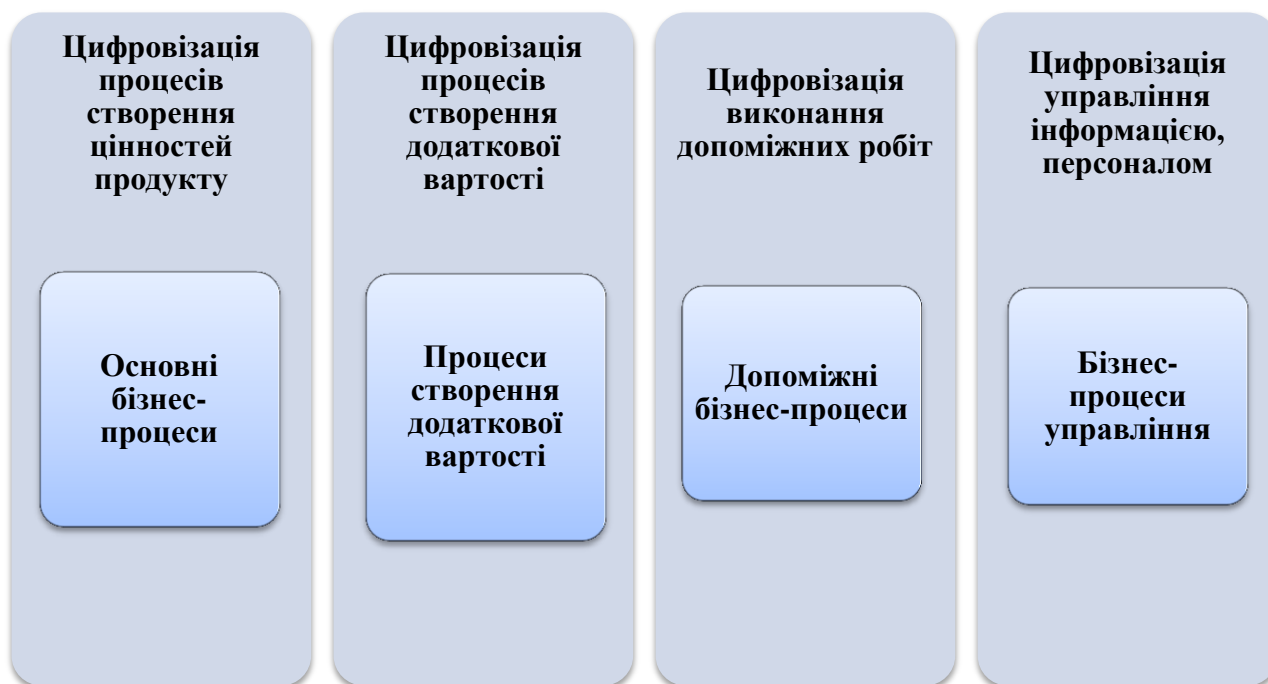 Цифровізація
процесів
створення
цінностей
продукту
Основні
бізнес-
процеси
Цифровізація
процесів
створення
додаткової
вартості
Процеси
створення
додаткової
вартості
Цифровізація
виконання
допоміжних робіт
Допоміжні
бізнес-процеси
Цифровізація
управління
інформацією,
персоналом
Бізнес-
процеси
управління